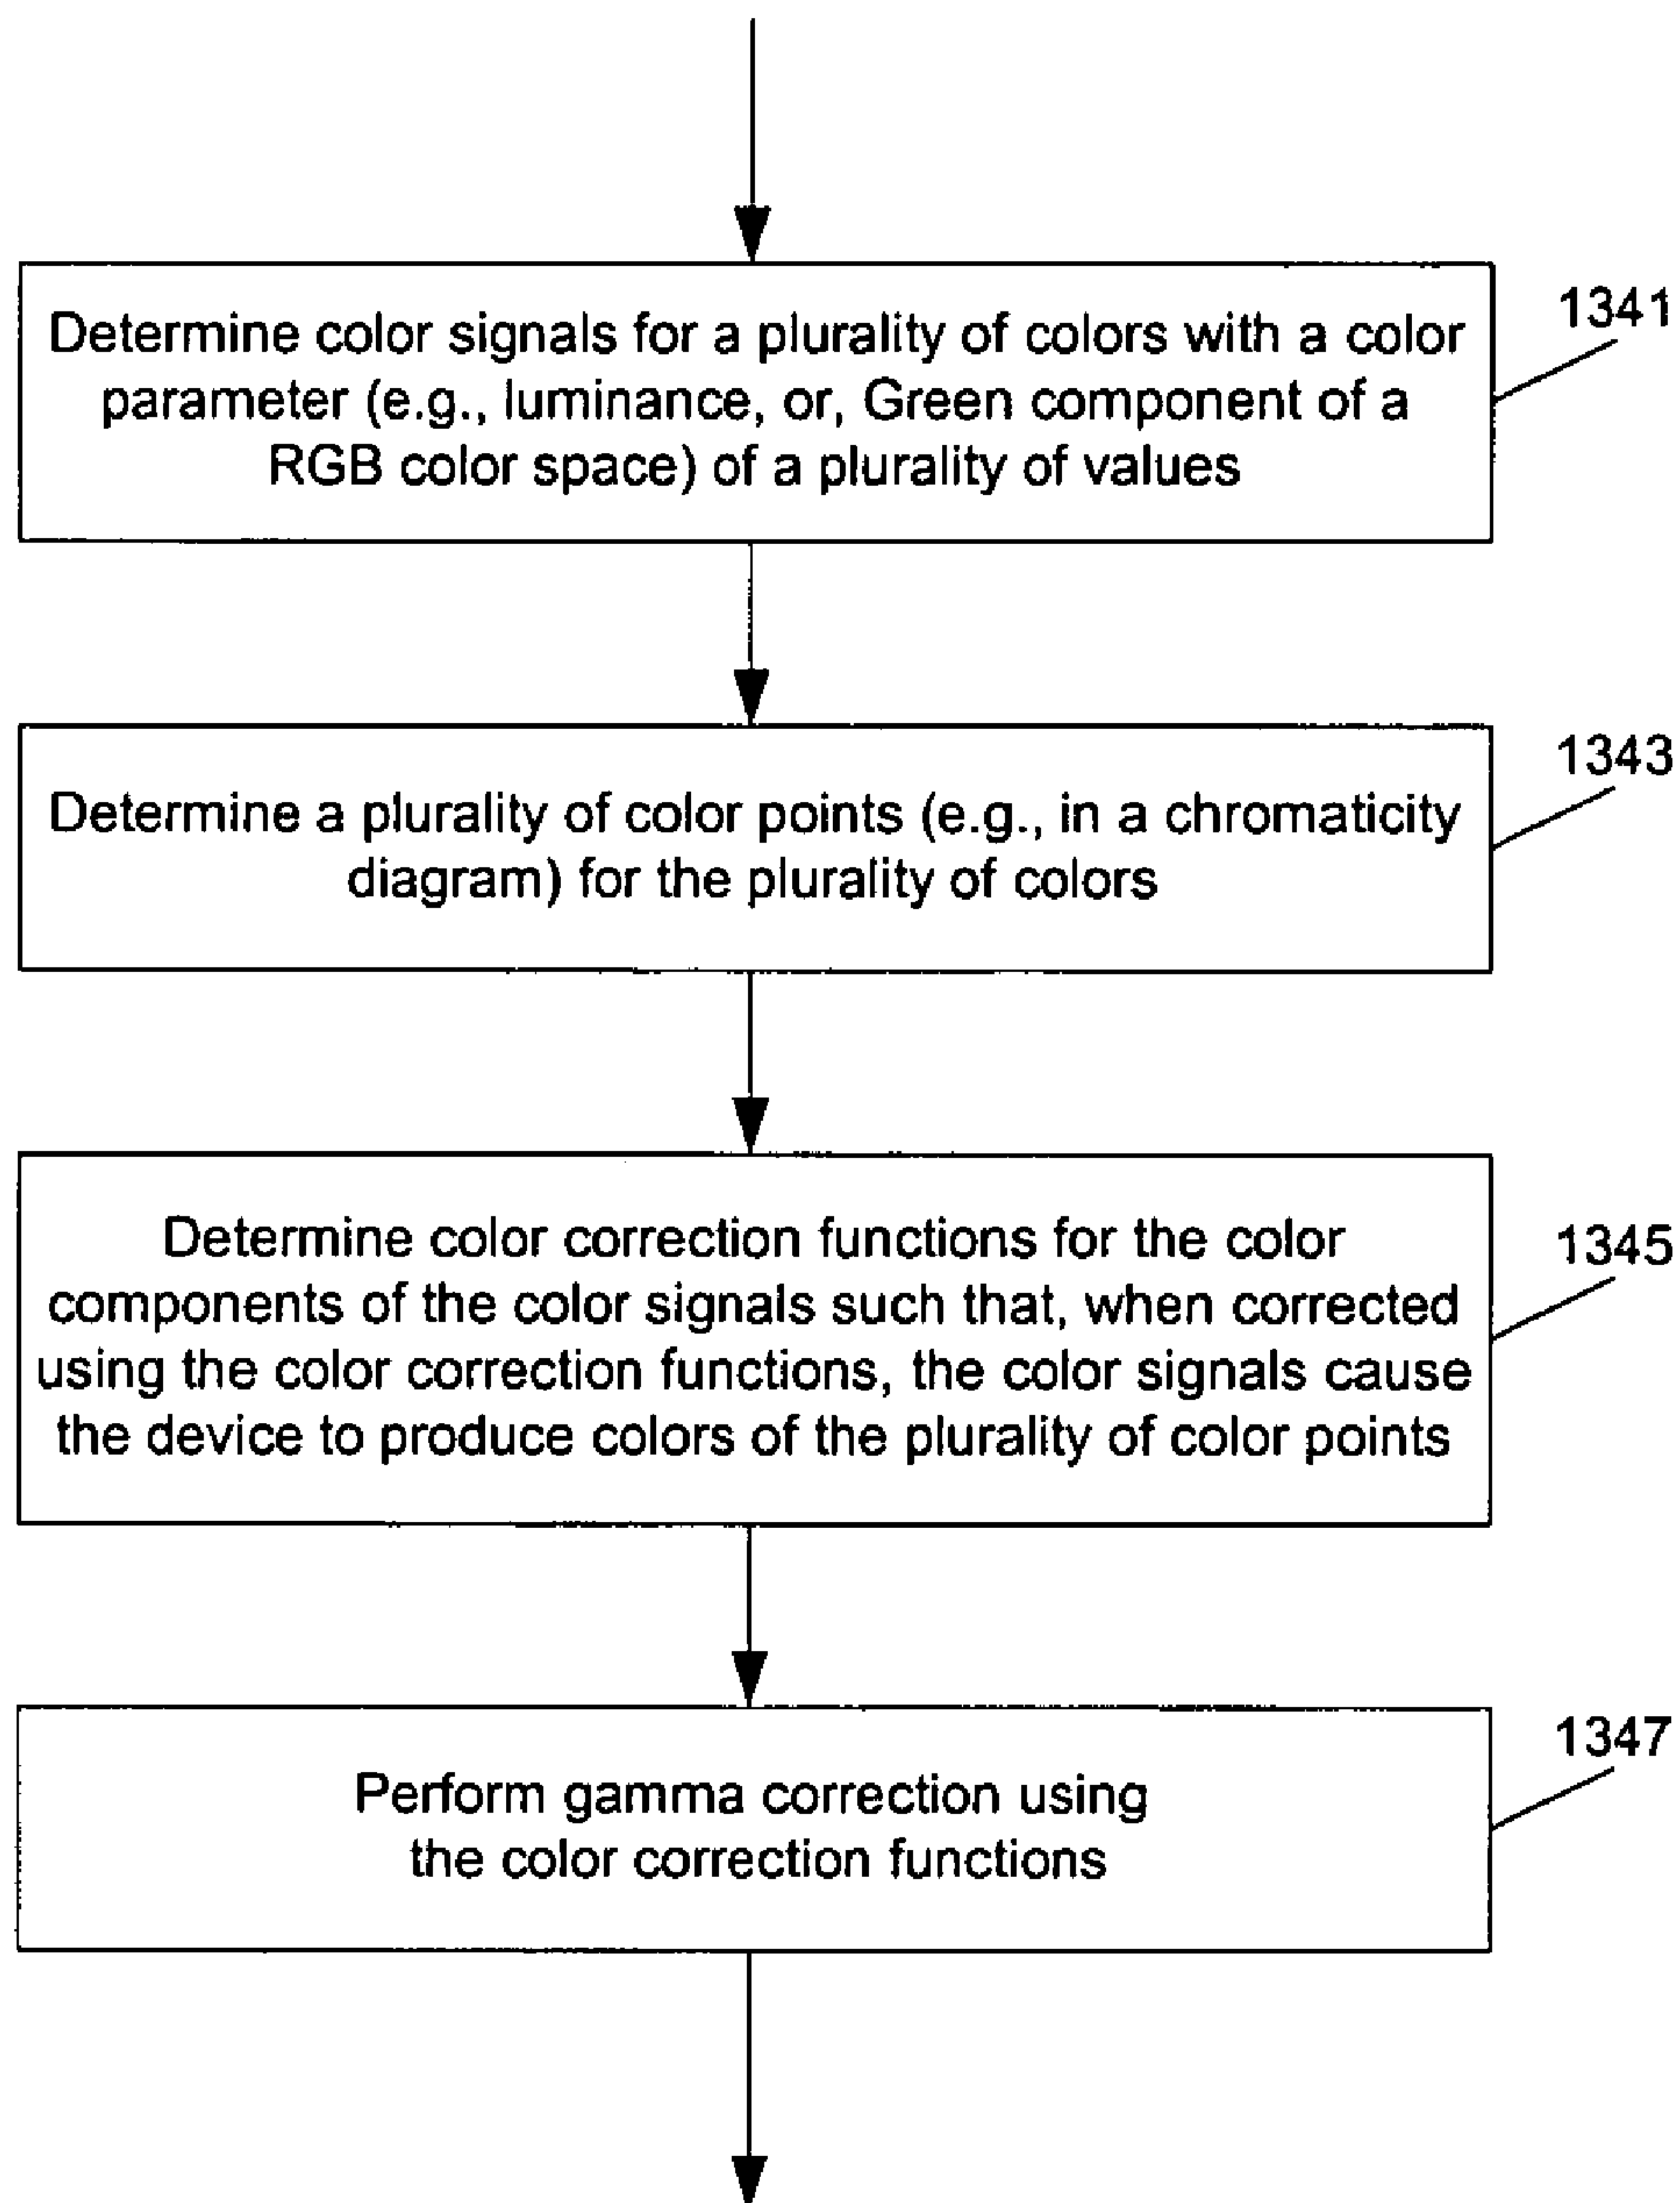 Determine color signals for a plurality of colors with a color
parameter (e.g., luminance, or, Green component of a
RGB color space) of a plurality of values
1341
Determine a plurality of color points (e.g., in a chromaticity
diagram) for the plurality of colors
1343
Determine color correction functions for the color
components of the color signals such that, when corrected
using the color correction functions, the color signals cause
the device to produce colors of the plurality of color points
1345
Perform gamma correction using
the color correction functions
1347